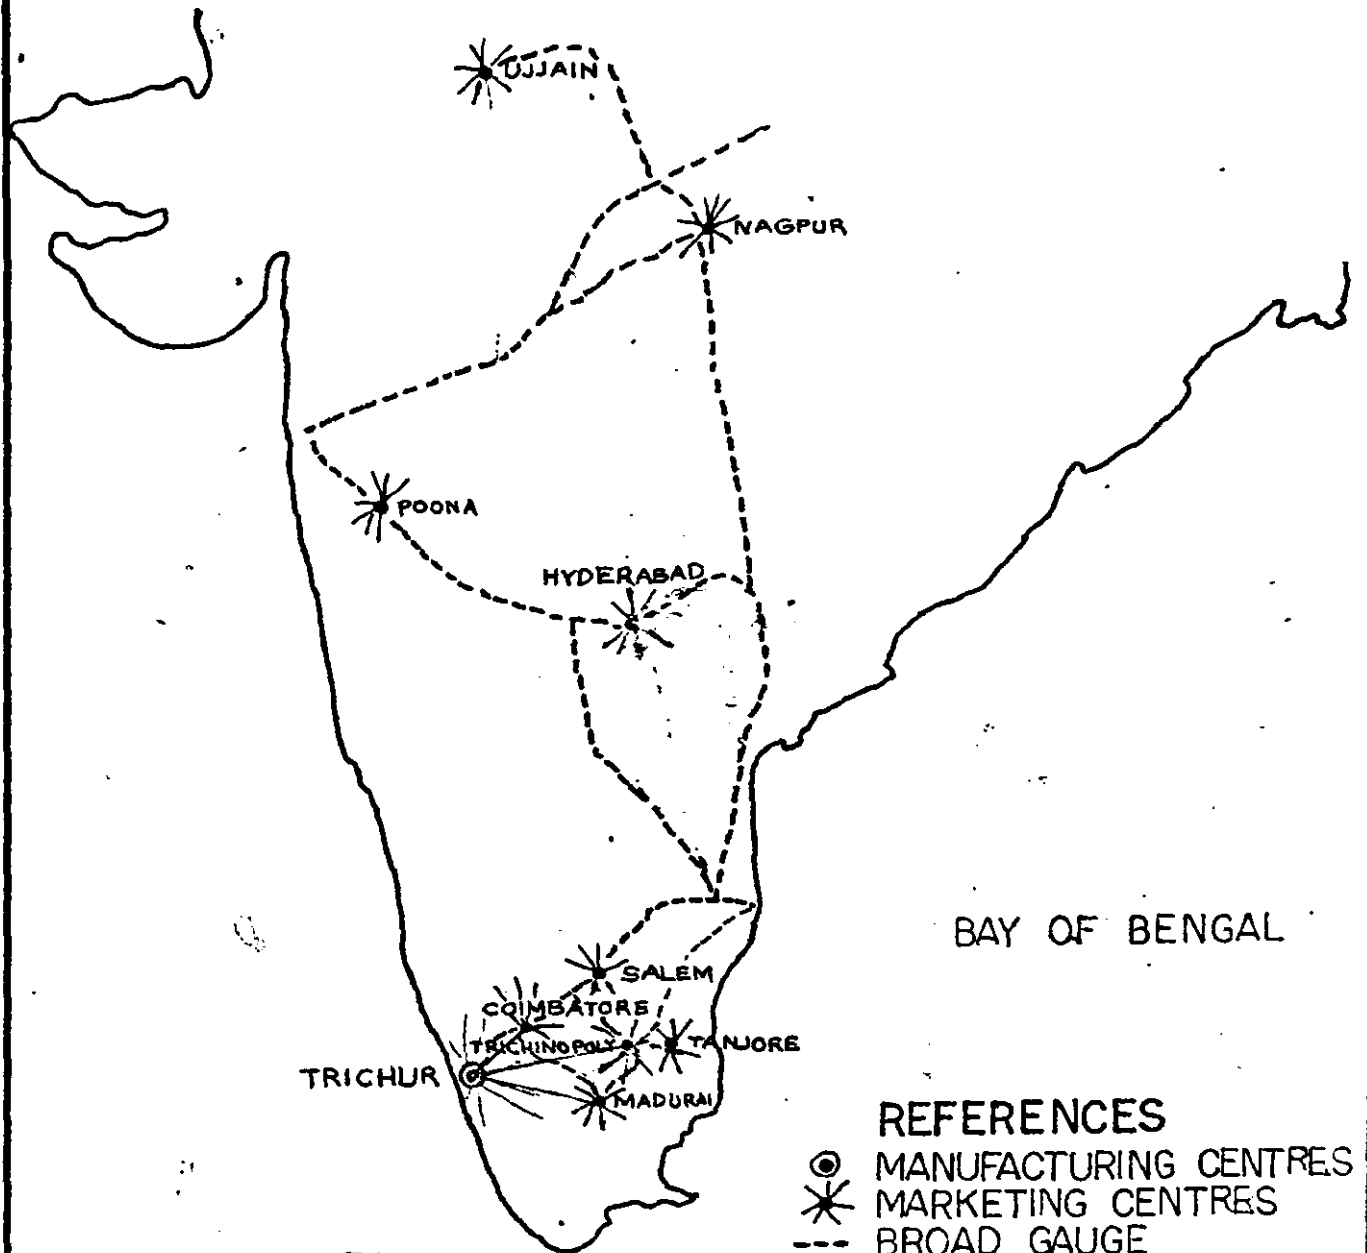 UJJAIN
NAGPUR
POONA
HYDERABAD
BAY OF BENGAL
SALEM
COIMBATORE
TRICHINOPOLY
TANJORE
TRICHUR
MADURAI
REFERENCES
MANUFACTURING CENTRES
MARKETING CENTRES
BROAD GAUGE